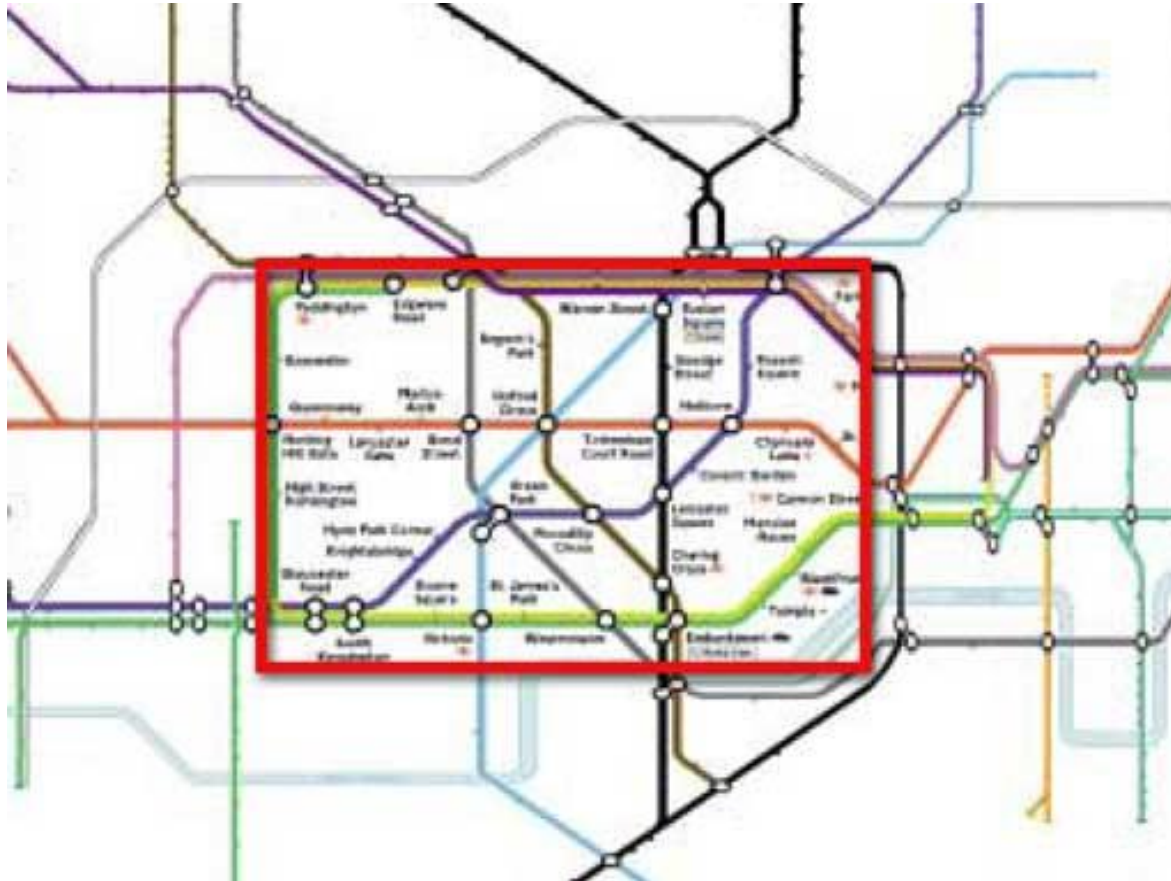 Paddington
Edgware
Road
Warren Street
Euston
Square
Regent's
Park
Goodge
Street
Russell
Square
Bayswater
Queensway
Marble
Arch
Oxford
Circus
Holborn
Notting
Hill Gate
Lancaster
Gate
Bond
Street
Tottenham
Court Road
Chancery
Lane
High Street
Kensington
Green
Park
Covent Garden
Leicester
Square
Cannon Stree
Mansion
House
Hyde Park Corner
Knightsbridge
Piccadilly
Circus
Charing
Cross
Gloucester
Road
Sloane
Square
St. James's
Park
Blackfriar
Temple
South
Kensington
Victoria
Westminster
Embankment